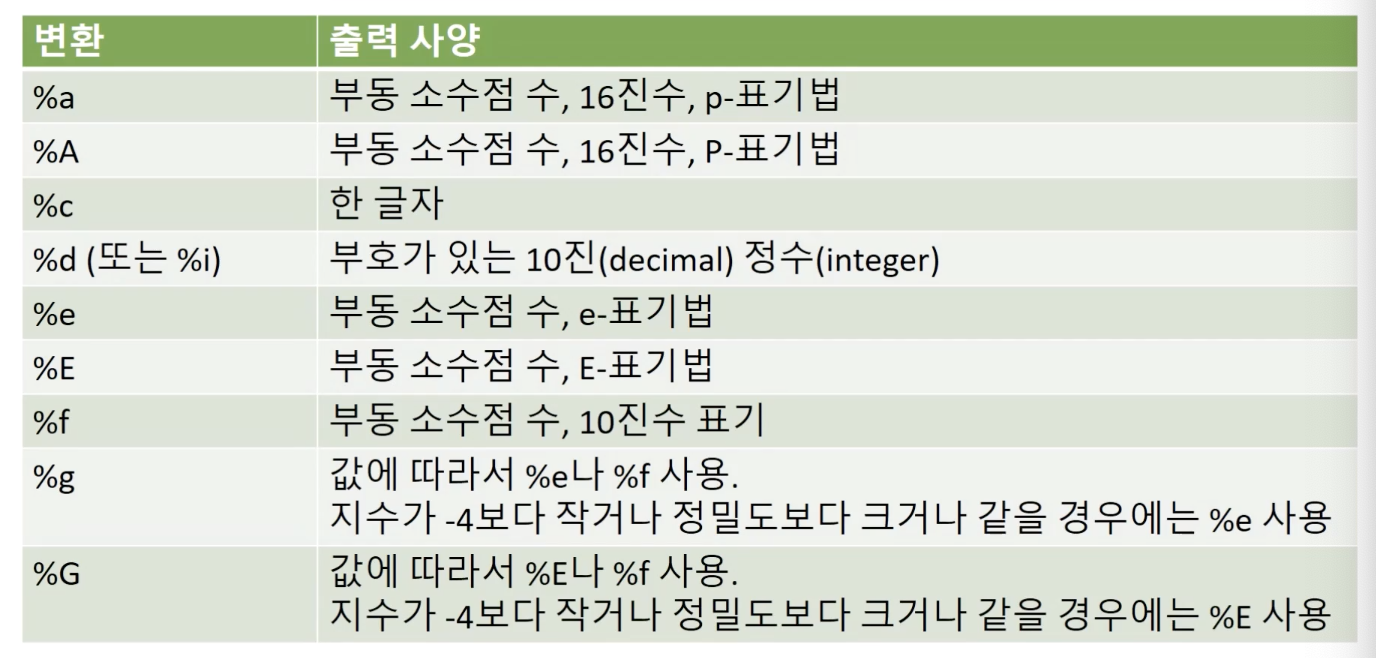 변환 출력 사양
%a 부동 소수점 수, 16진수, p-표기법
%A 부동 소수점 수, 16진수, P-표기법
%c 한 글자
%d (또는 %i) 부호가 있는 10진(decimal) 정수(integer)
%e 부동 소수점 수, e-표기법
%E 부동 소수점 수, E-표기법
%f 부동 소수점 수, 10진수 표기
%g 값에 따라서 %e나 %f 사용.
지수가 -4보다 작거나 정밀도보다 크거나 같을 경우에는 %e 사용
%G 값에 따라서 %E나 %f 사용.
지수가 -4보다 작거나 정밀도보다 크거나 같을 경우에는 %E 사용